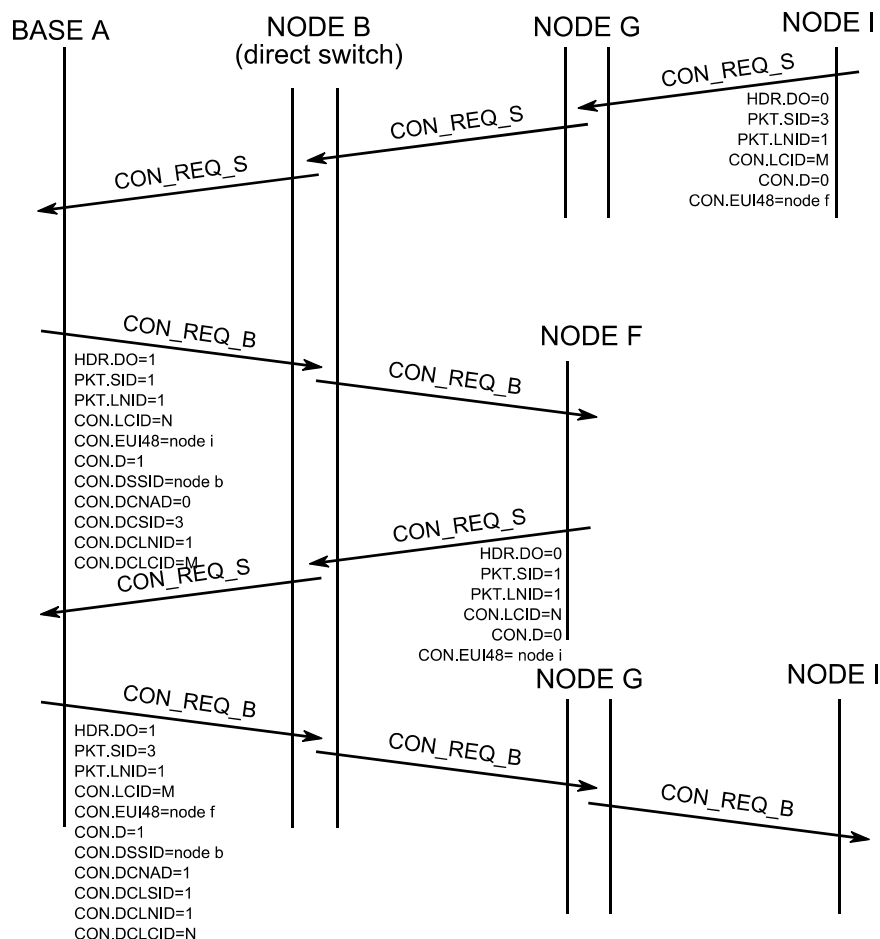 BASE A
NODE B
(direct switch)
NODE G
NODE I
CON_REQ_S
CON_REQ_S
CON_REQ_S
HDR.DO=0
PKT.SID=3
PKT.LNID=1
CON.LCID=M
CON.D=0
CON.EUI48=node f
CON_REQ_B
NODE F
CON_REQ_B
HDR.DO=1
PKT.SID=1
PKT.LNID=1
CON.LCID=N
CON.EUI48=node i
CON.D=1
CON.DSSID=node b
CON.DCNAD=0
CON.DCSID=3
CON.DCLNID=1
CON.DCLCID=M
CON_REQ_S
CON_REQ_S
HDR.DO=0
PKT.SID=1
PKT.LNID=1
CON.LCID=N
CON.D=0
CON.EUI48= node i
NODE G
NODE I
CON_REQ_B
CON_REQ_B
CON_REQ_B
HDR.DO=1
PKT.SID=3
PKT.LNID=1
CON.LCID=M
CON.EUI48=node f
CON.D=1
CON.DSSID=node b
CON.DCNAD=1
CON.DCLSID=1
CON.DCLNID=1
CON.DCLCID=N